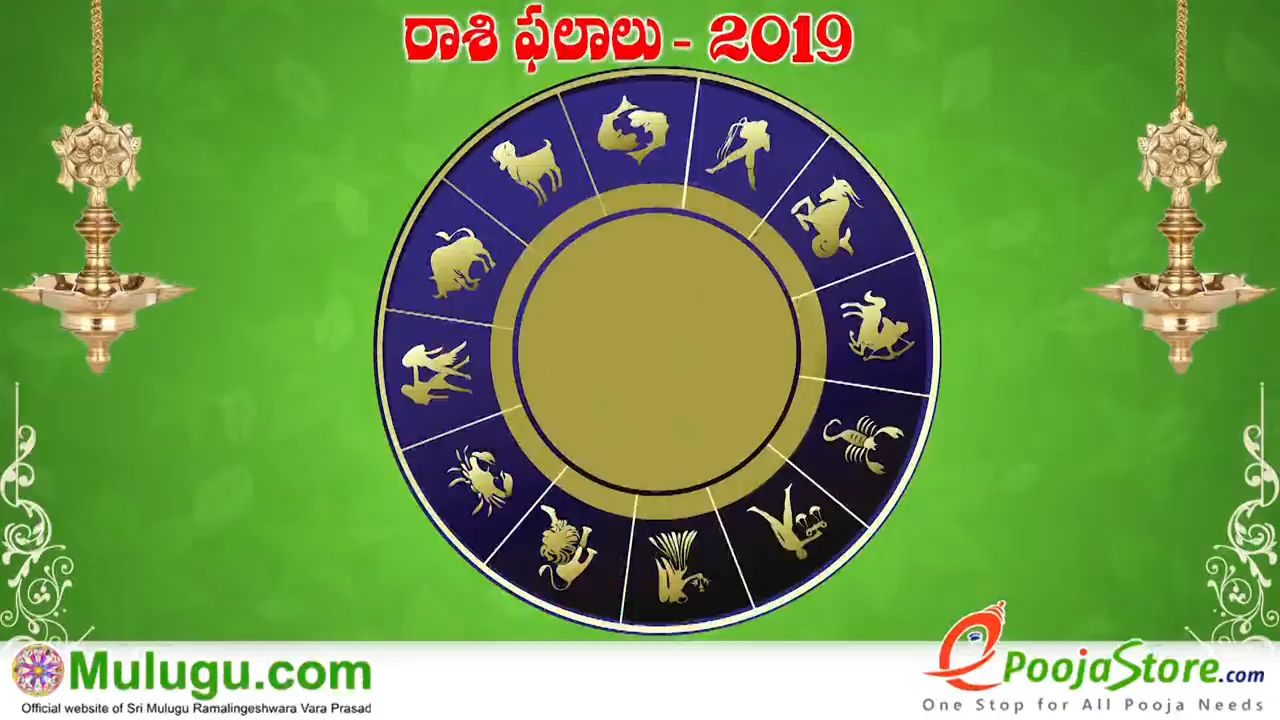 రాశి ఫలాలు - 2019
Mulugu.com
Official website of Sri Mulugu Ramalingeshwara Vara Prasad
ePoojaStore.com
One Stop for All Pooja Needs